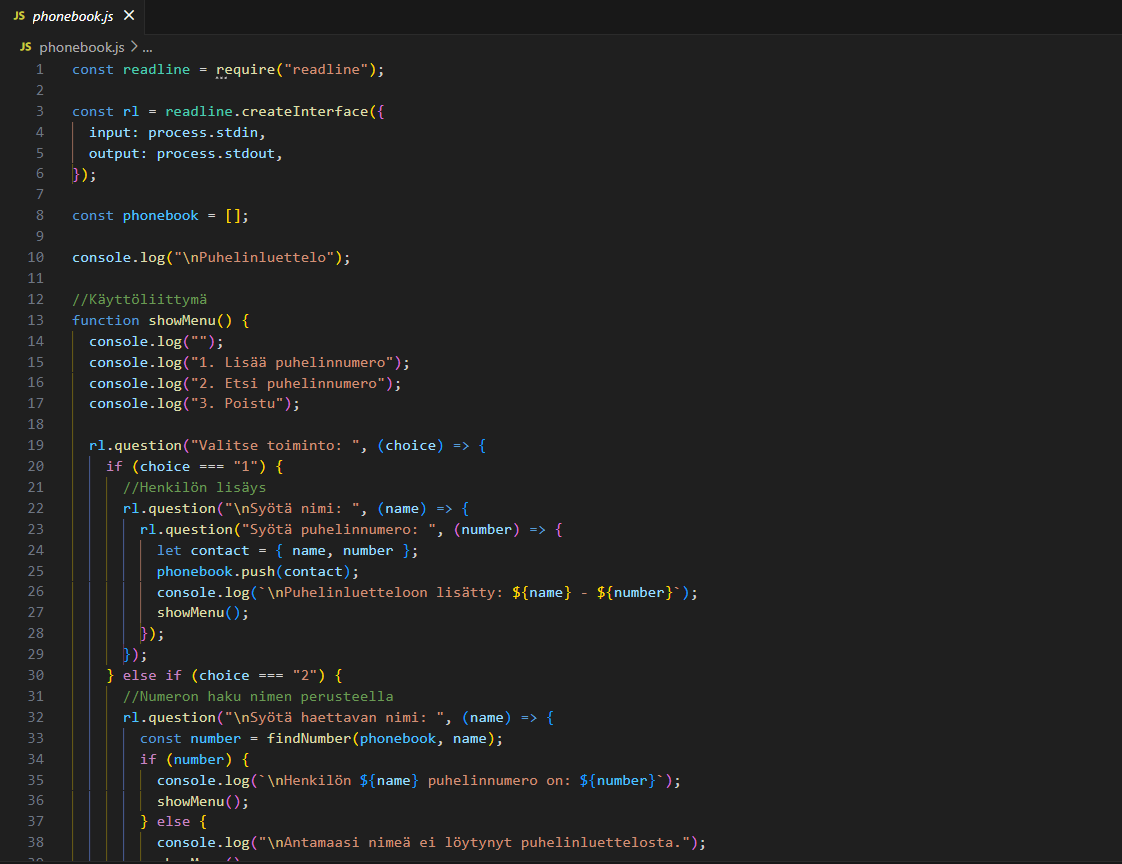 JS phonebook.js ✕
JS phonebook.js > ...
1 const readline = require("readline");
2
3 const rl = readline.createInterface({
4   input: process.stdin,
5   output: process.stdout,
6 });
7
8 const phonebook = [];
9
10 console.log("\nPuhelinluettelo");
11
12 //Käyttöliittymä
13 function showMenu() {
14   console.log("");
15   console.log("1. Lisää puhelinnumero");
16   console.log("2. Etsi puhelinnumero");
17   console.log("3. Poistu");
18
19   rl.question("Valitse toiminto: ", (choice) => {
20     if (choice === "1") {
21       //Henkilön lisäys
22       rl.question("\nSyötä nimi: ", (name) => {
23         rl.question("Syötä puhelinnumero: ", (number) => {
24           let contact = { name, number };
25           phonebook.push(contact);
26           console.log(`\nPuhelinluetteloon lisätty: ${name} - ${number}`);
27           showMenu();
28         });
29       });
30     } else if (choice === "2") {
31       //Numeron haku nimen perusteella
32       rl.question("\nSyötä haettavan nimi: ", (name) => {
33         const number = findNumber(phonebook, name);
34         if (number) {
35           console.log(`\nHenkilön ${name} puhelinnumero on: ${number}`);
36           showMenu();
37         } else {
38           console.log("\nAntamaasi nimeä ei löytynyt puhelinluettelosta.");